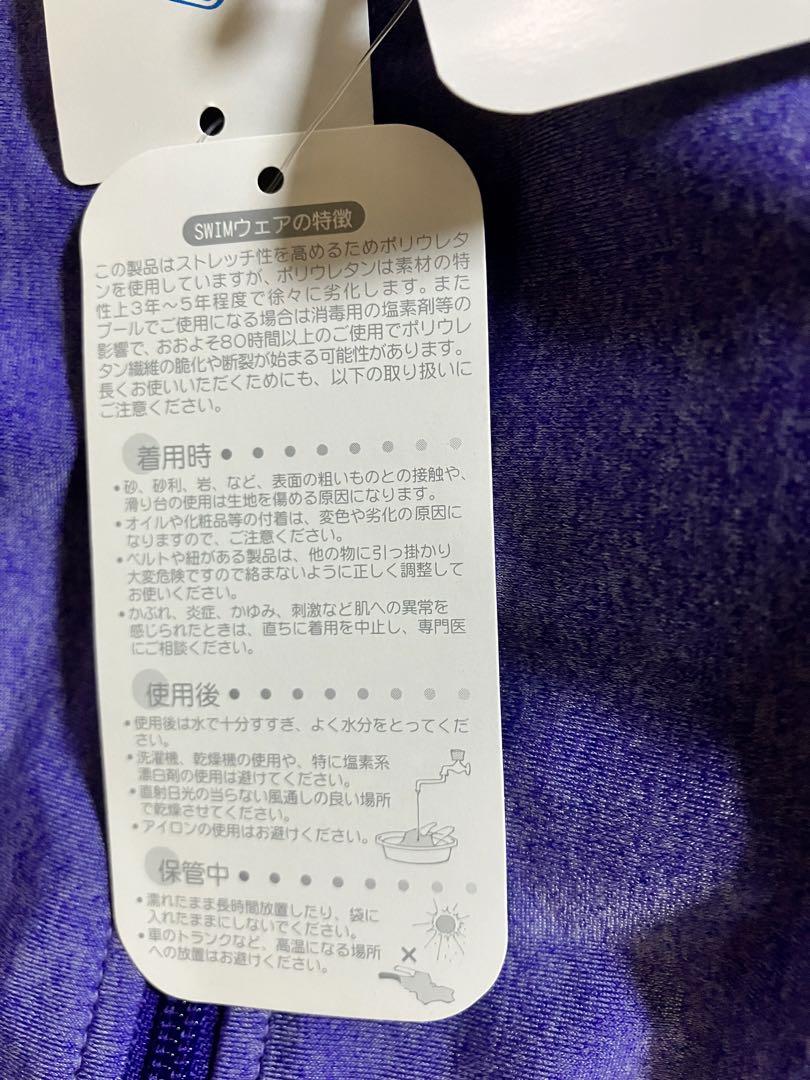 SWIMウェアの特徴
この製品はストレッチ性を高めるためポリウレタ
ンを使用していますが、ポリウレタンは素材の特
性上3年～5年程度で徐々に劣化します。また
プールでご使用になる場合は消毒用の塩素剤等の
影響で、おおよそ80時間以上のご使用でポリウレ
タン繊維の脆化や断裂が始まる可能性があります。
長くお使いいただくためにも、以下の取り扱いに
ご注意ください。
着用時
•砂、砂利、岩、など、表面の粗いものとの接触や、
滑り台の使用は生地を傷める原因になります。
•オイルや化粧品等の付着は、変色や劣化の原因に
なりますので、ご注意ください。
•ベルトや紐がある製品は、他の物に引っ掛かり
大変危険ですので絡まないように正しく調整して
お使いください。
•かぶれ、炎症、かゆみ、刺激など肌への異常を
感じられたときは、直ちに着用を中止し、専門医
にご相談ください。
使用後
•使用後は水で十分すすぎ、よく水分をとってくだ
さい。
•洗濯機、乾燥機の使用や、特に塩素系
漂白剤の使用は避けてください。
•直射日光の当らない風通しの良い場所
で乾燥させてください。
•アイロンの使用はお避けください。
保管中
•濡れたまま長時間放置したり、袋に
入れたままにしないでください。
•車のトランクなど、高温になる場所
への放置はお避けください。